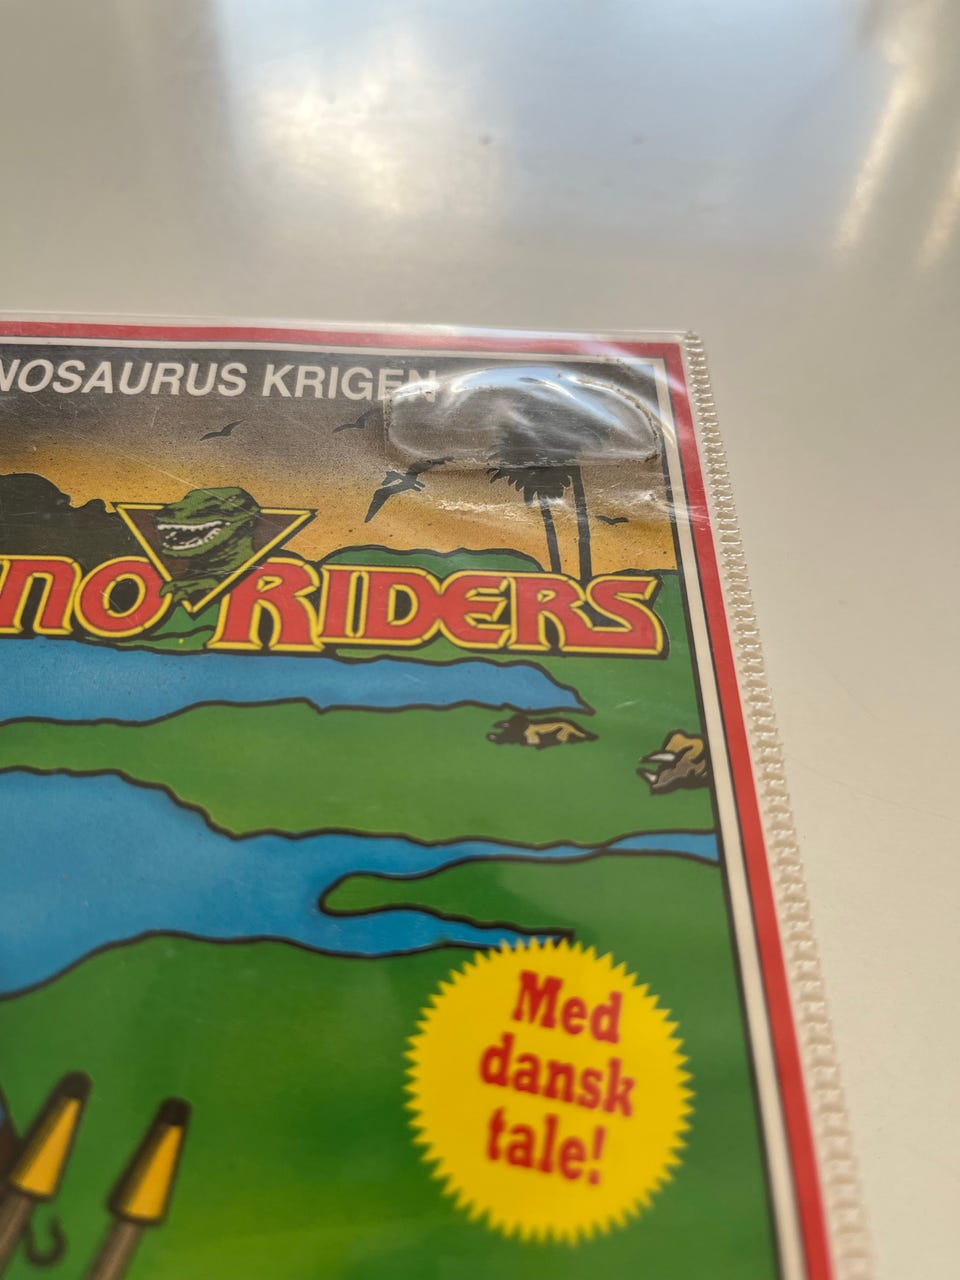 NOSAURUS KRIGEN
NO RIDERS
Med
dansk
tale!